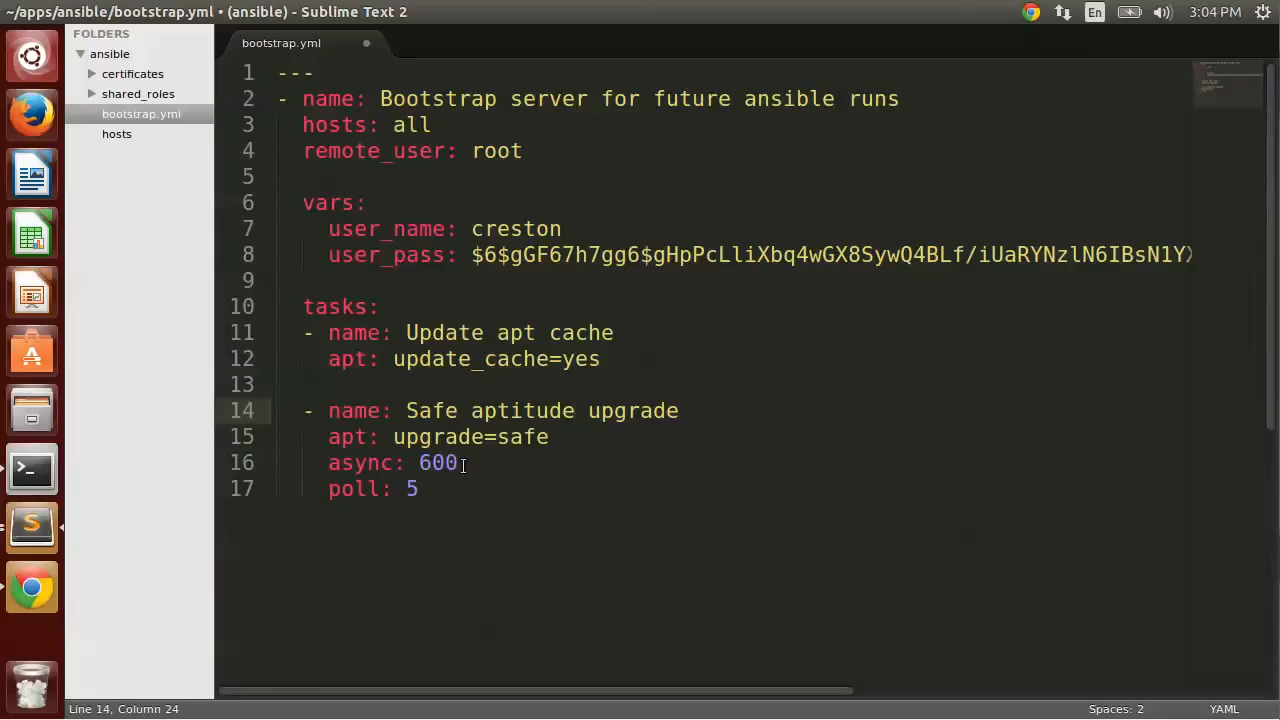 ~/apps/ansible/bootstrap.yml • (ansible) - Sublime Text 2
En
3:04 PM
FOLDERS
ansible
certificates
shared_roles
bootstrap.yml
hosts
bootstrap.yml
1 ---
2 - name: Bootstrap server for future ansible runs
3 hosts: all
4 remote_user: root
5
6 vars:
7 user_name: creston
8 user_pass: $6$gGF67h7gg6$gHpPcLliXbq4wGX8SywQ4BLf/iUaRYNzlN6IBsN1Y
9
10 tasks:
11 - name: Update apt cache
12 apt: update_cache=yes
13
14 - name: Safe aptitude upgrade
15 apt: upgrade=safe
16 async: 600
17 poll: 5
Line 14, Column 24
Spaces: 2
YAML